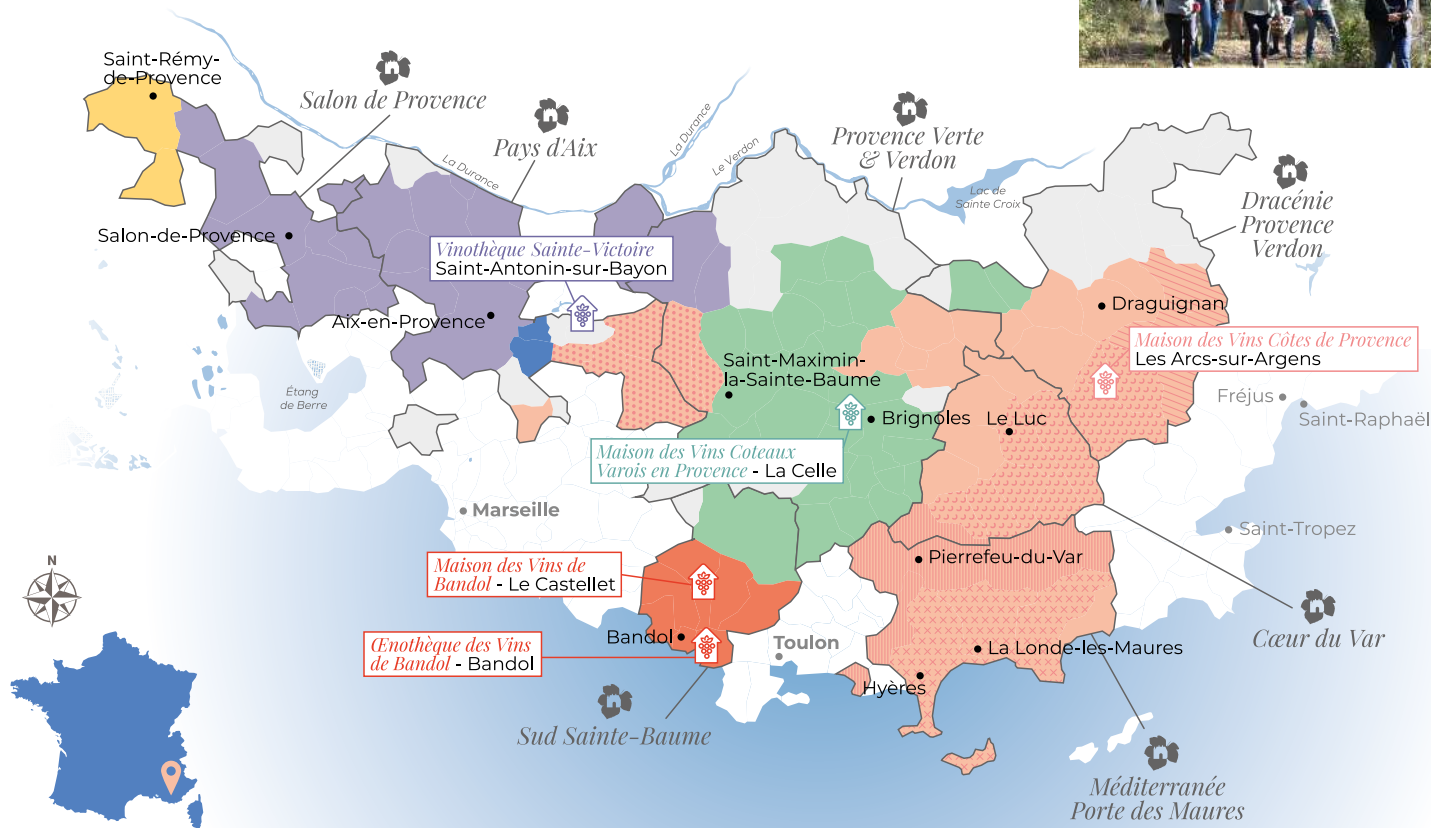 Saint-Rémy-
de-Provence
Salon de Provence
Pays d'Aix
La Durance
La Durance
Le Verdon
Provence Verte
& Verdon
Lac de
Sainte Croix
Dracénie
Provence
Verdon
Salon-de-Provence
Vinothèque Sainte-Victoire
Saint-Antonin-sur-Bayon
Aix-en-Provence
Draguignan
Maison des Vins Côtes de Provence
Les Arcs-sur-Argens
Saint-Maximin-
la-Sainte-Baume
Étang
de Berre
Fréjus
Saint-Raphaël
Brignoles
Le Luc
Maison des Vins Coteaux
Varois en Provence - La Celle
Marseille
Saint-Tropez
Pierrefeu-du-Var
Maison des Vins de
Bandol - Le Castellet
N
Bandol
Toulon
Œnothèque des Vins
de Bandol - Bandol
La Londe-les-Maures
Cœur du Var
Hyères
Sud Sainte-Baume
Méditerranée
Porte des Maures